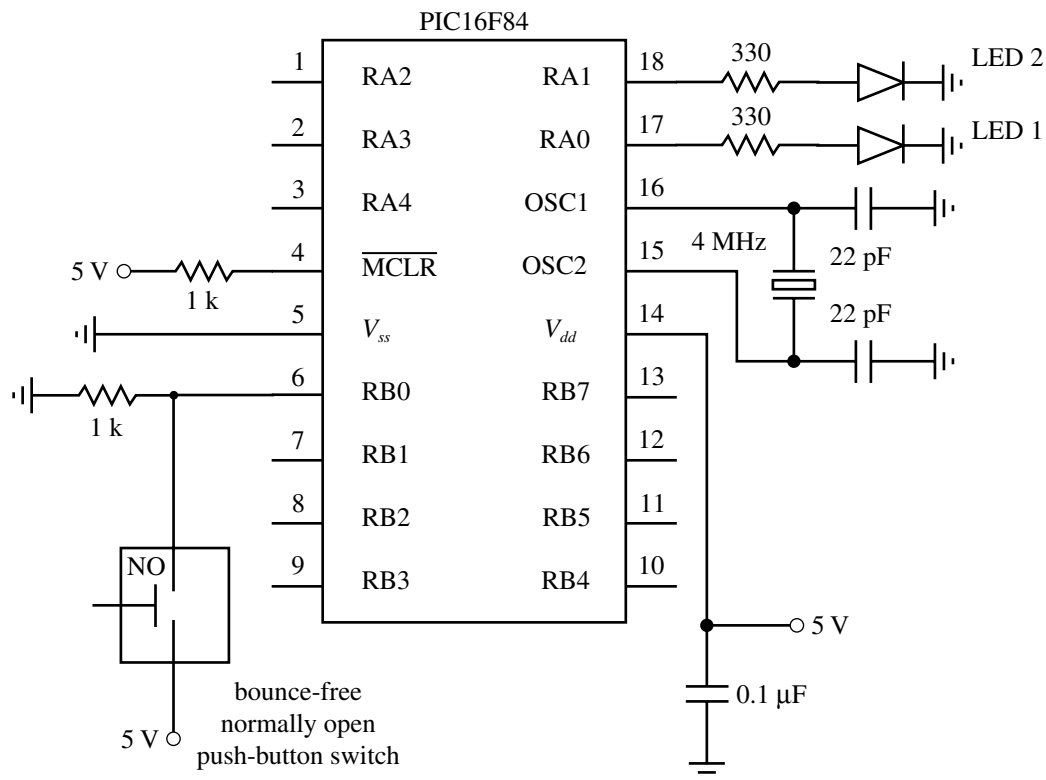 PIC16F84
1
RA2
RA1
18
330
LED 2
2
RA3
RA0
17
330
LED 1
3
RA4
OSC1
16
5 V
1 k
4
MCLR
OSC2
15
4 MHz
22 pF
22 pF
5
Vss
Vdd
14
1 k
6
RB0
RB7
13
7
RB1
RB6
12
8
RB2
RB5
11
NO
9
RB3
RB4
10
5 V
0.1 µF
bounce-free
normally open
push-button switch
5 V